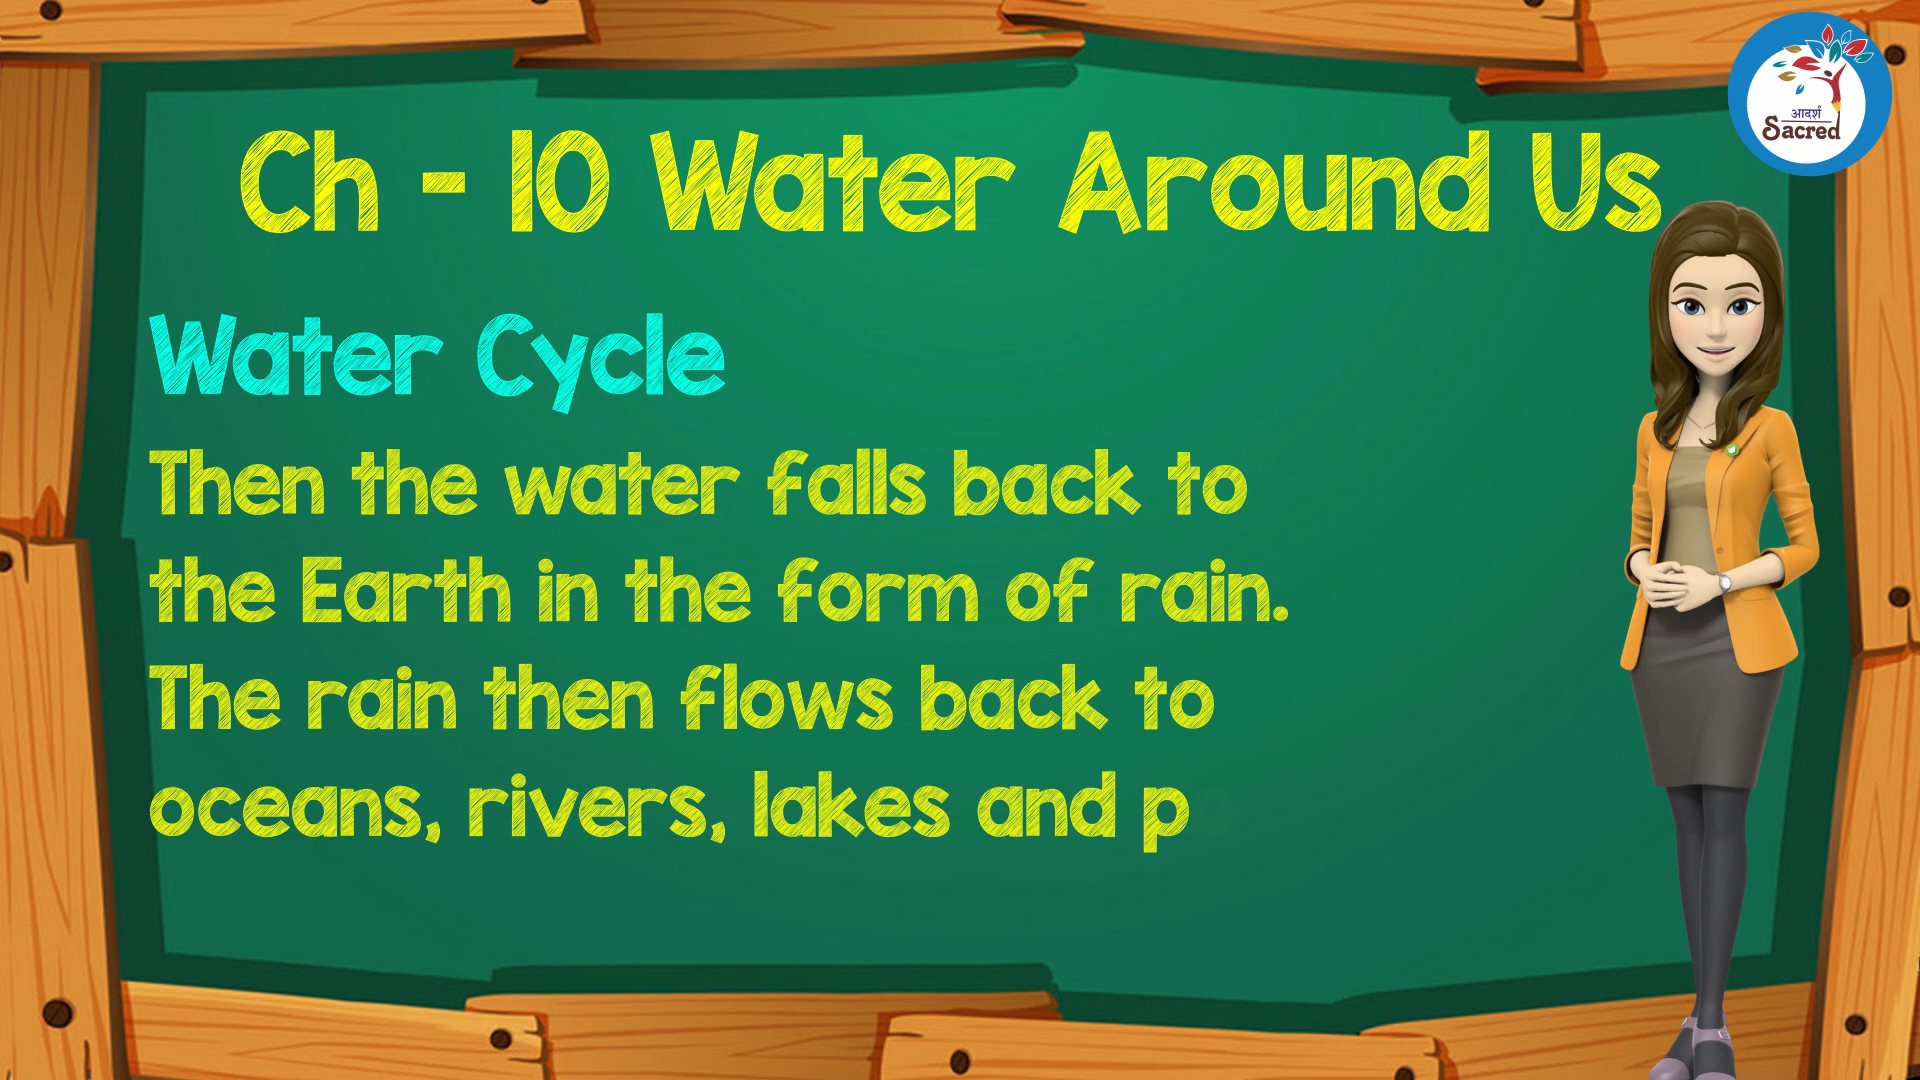 Ch - 10 Water Around Us
आदर्श
Sacred
Water Cycle
Then the water falls back to
the Earth in the form of rain.
The rain then flows back to
oceans, rivers, lakes and p